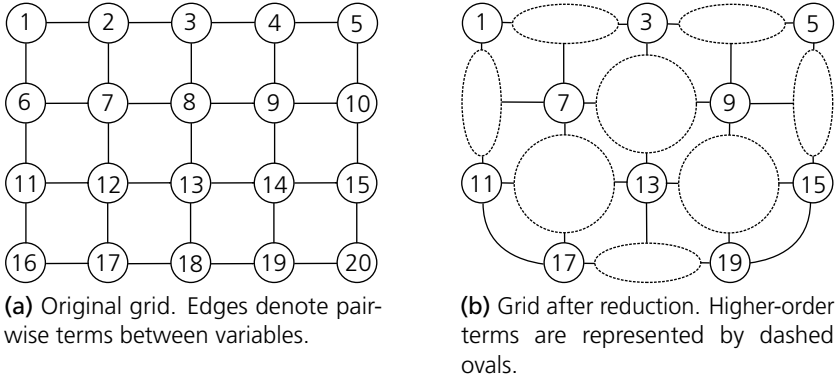 1 2 3 4 5
6 7 8 9 10
11 12 13 14 15
16 17 18 19 20
(a) Original grid. Edges denote pair-
wise terms between variables.
1 3 5
7 9
11 13 15
17 19
(b) Grid after reduction. Higher-order
terms are represented by dashed
ovals.